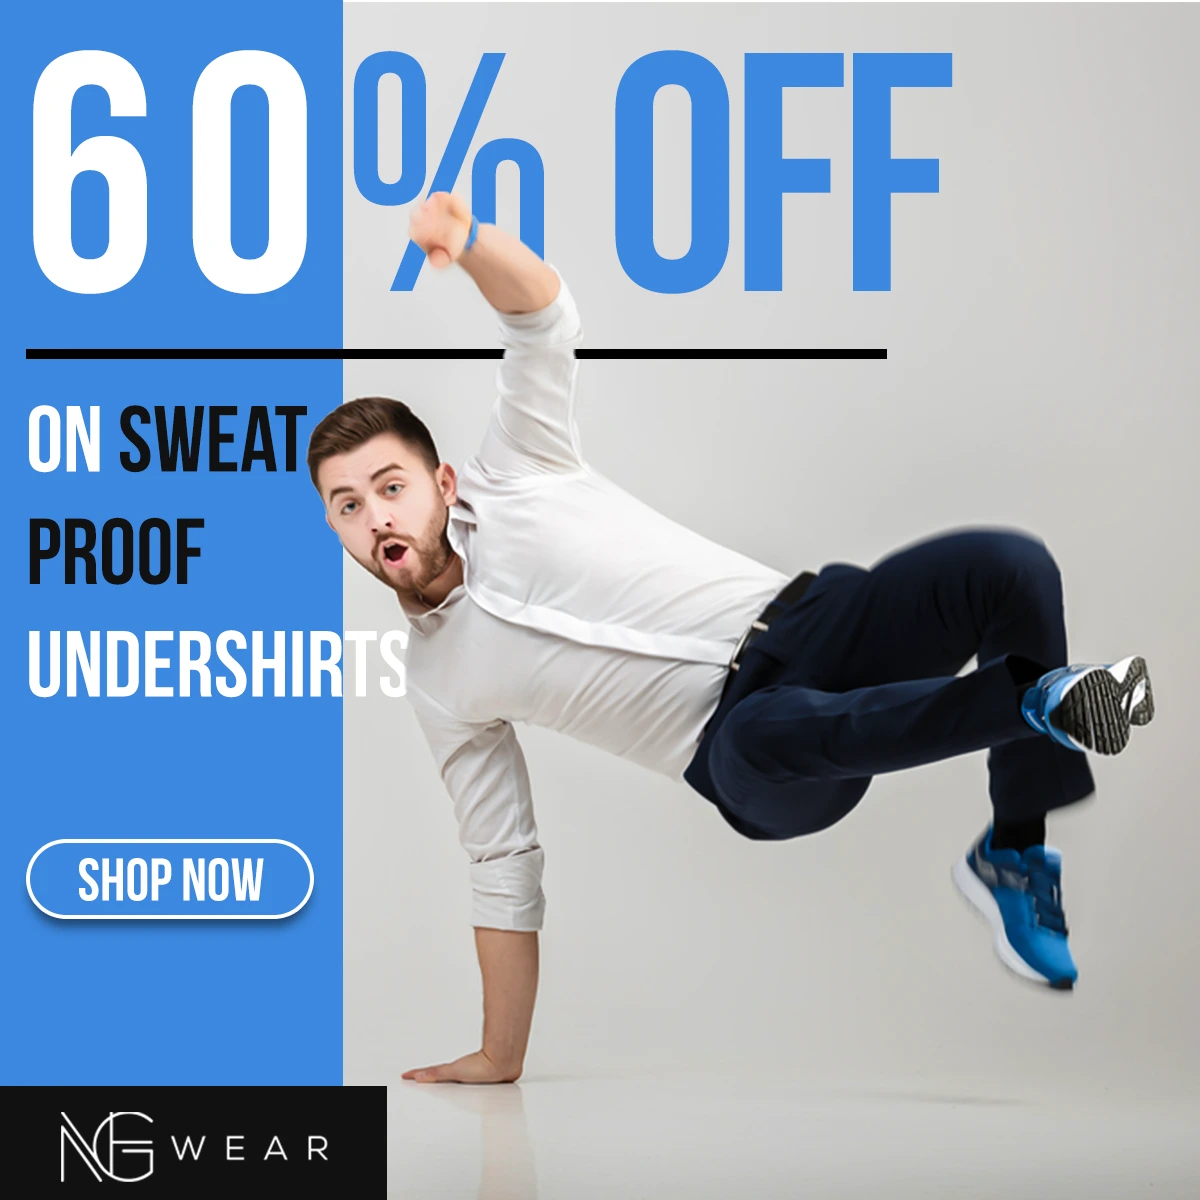 60% OFF
ON SWEAT
PROOF
UNDERSHIRTS
SHOP NOW
NG WEAR